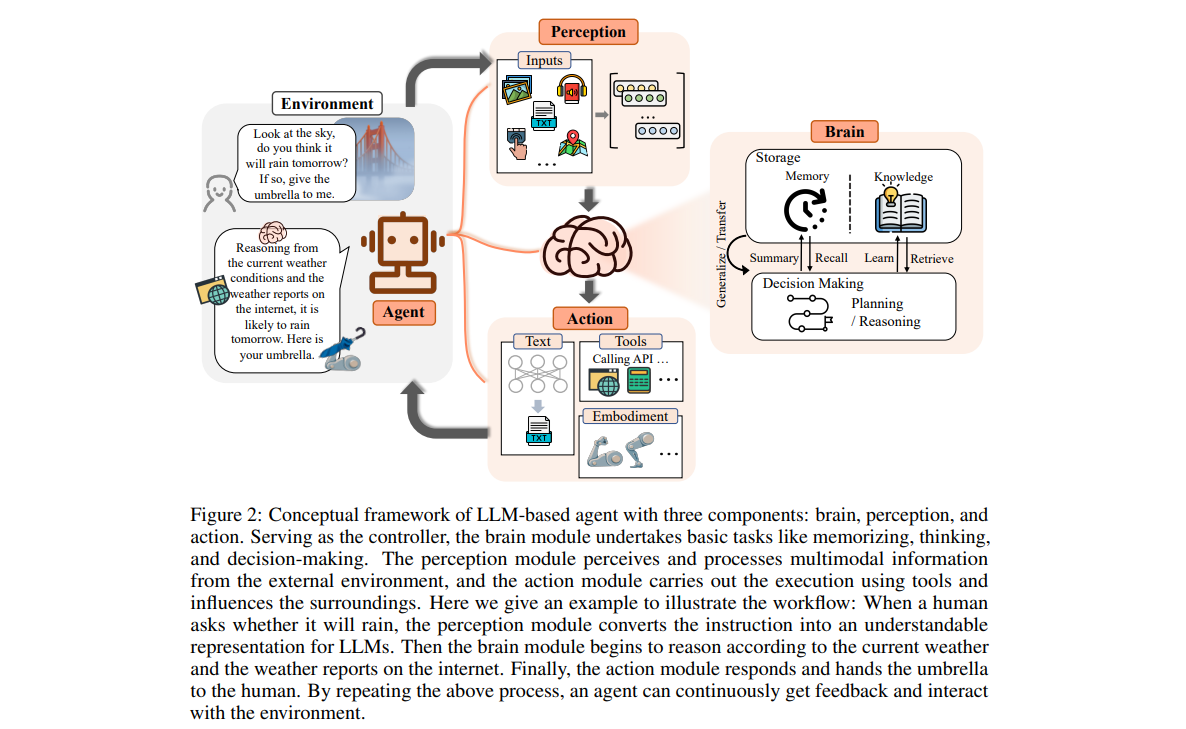 Perception
Inputs
TXT
...
...
Environment
Look at the sky,
do you think it
will rain tomorrow?
If so, give the
umbrella to me.
Reasoning from
the current weather
conditions and the
weather reports on
the internet, it is
likely to rain
tomorrow. Here is
your umbrella.
Agent
Brain
Storage
Memory
Knowledge
Generalize / Transfer
Summary
Recall
Learn
Retrieve
Decision Making
Planning
/ Reasoning
Action
Text
TXT
Tools
Calling API ...
...
Embodiment
...
Figure 2: Conceptual framework of LLM-based agent with three components: brain, perception, and
action. Serving as the controller, the brain module undertakes basic tasks like memorizing, thinking,
and decision-making. The perception module perceives and processes multimodal information
from the external environment, and the action module carries out the execution using tools and
influences the surroundings. Here we give an example to illustrate the workflow: When a human
asks whether it will rain, the perception module converts the instruction into an understandable
representation for LLMs. Then the brain module begins to reason according to the current weather
and the weather reports on the internet. Finally, the action module responds and hands the umbrella
to the human. By repeating the above process, an agent can continuously get feedback and interact
with the environment.